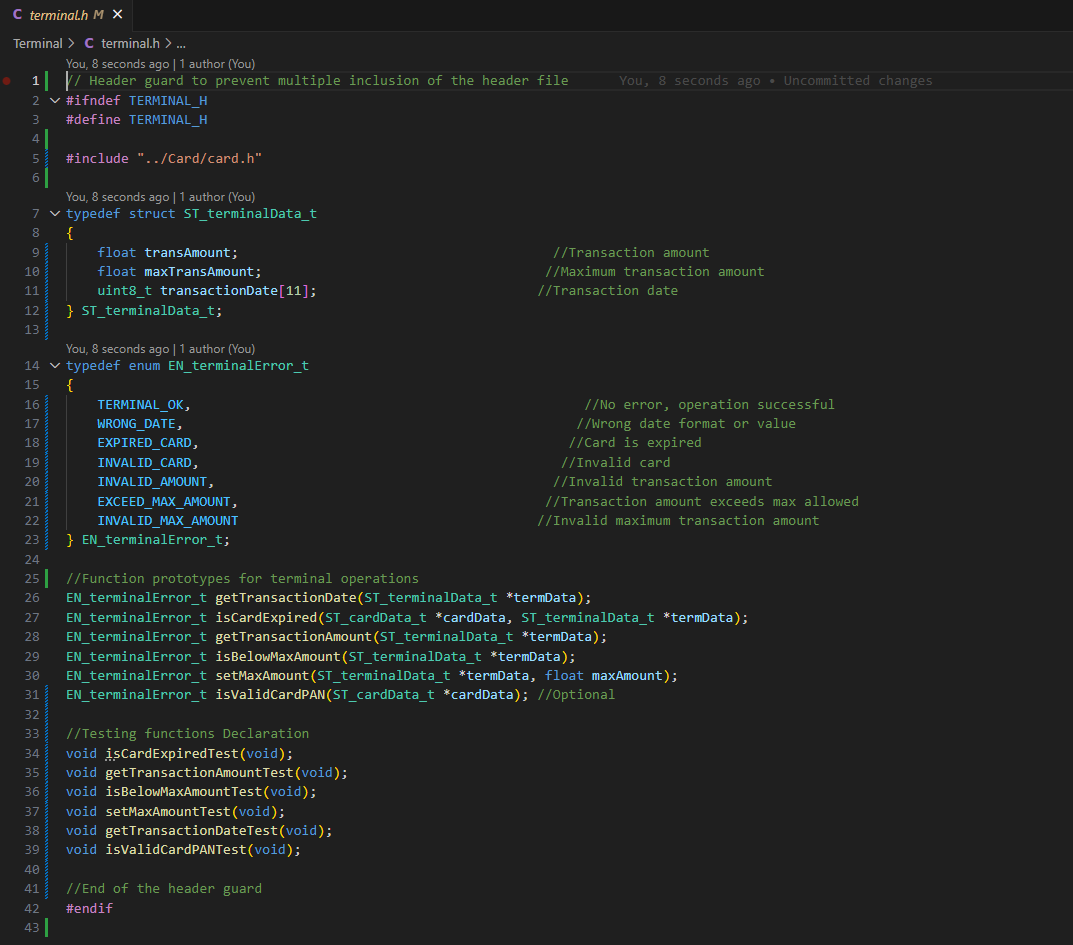 C terminal.h M ×
Terminal > C terminal.h > ...
You, 8 seconds ago | 1 author (You)
1 // Header guard to prevent multiple inclusion of the header file You, 8 seconds ago • Uncommitted changes
2 #ifndef TERMINAL_H
3 #define TERMINAL_H
4
5 #include "../Card/card.h"
6
You, 8 seconds ago | 1 author (You)
7 typedef struct ST_terminalData_t
8 {
9 float transAmount; //Transaction amount
10 float maxTransAmount; //Maximum transaction amount
11 uint8_t transactionDate[11]; //Transaction date
12 } ST_terminalData_t;
13
You, 8 seconds ago | 1 author (You)
14 typedef enum EN_terminalError_t
15 {
16 TERMINAL_OK, //No error, operation successful
17 WRONG_DATE, //Wrong date format or value
18 EXPIRED_CARD, //Card is expired
19 INVALID_CARD, //Invalid card
20 INVALID_AMOUNT, //Invalid transaction amount
21 EXCEED_MAX_AMOUNT, //Transaction amount exceeds max allowed
22 INVALID_MAX_AMOUNT //Invalid maximum transaction amount
23 } EN_terminalError_t;
24
25 //Function prototypes for terminal operations
26 EN_terminalError_t getTransactionDate(ST_terminalData_t *termData);
27 EN_terminalError_t isCardExpired(ST_cardData_t *cardData, ST_terminalData_t *termData);
28 EN_terminalError_t getTransactionAmount(ST_terminalData_t *termData);
29 EN_terminalError_t isBelowMaxAmount(ST_terminalData_t *termData);
30 EN_terminalError_t setMaxAmount(ST_terminalData_t *termData, float maxAmount);
31 EN_terminalError_t isValidCardPAN(ST_cardData_t *cardData); //Optional
32
33 //Testing functions Declaration
34 void isCardExpiredTest(void);
35 void getTransactionAmountTest(void);
36 void isBelowMaxAmountTest(void);
37 void setMaxAmountTest(void);
38 void getTransactionDateTest(void);
39 void isValidCardPANTest(void);
40
41 //End of the header guard
42 #endif
43